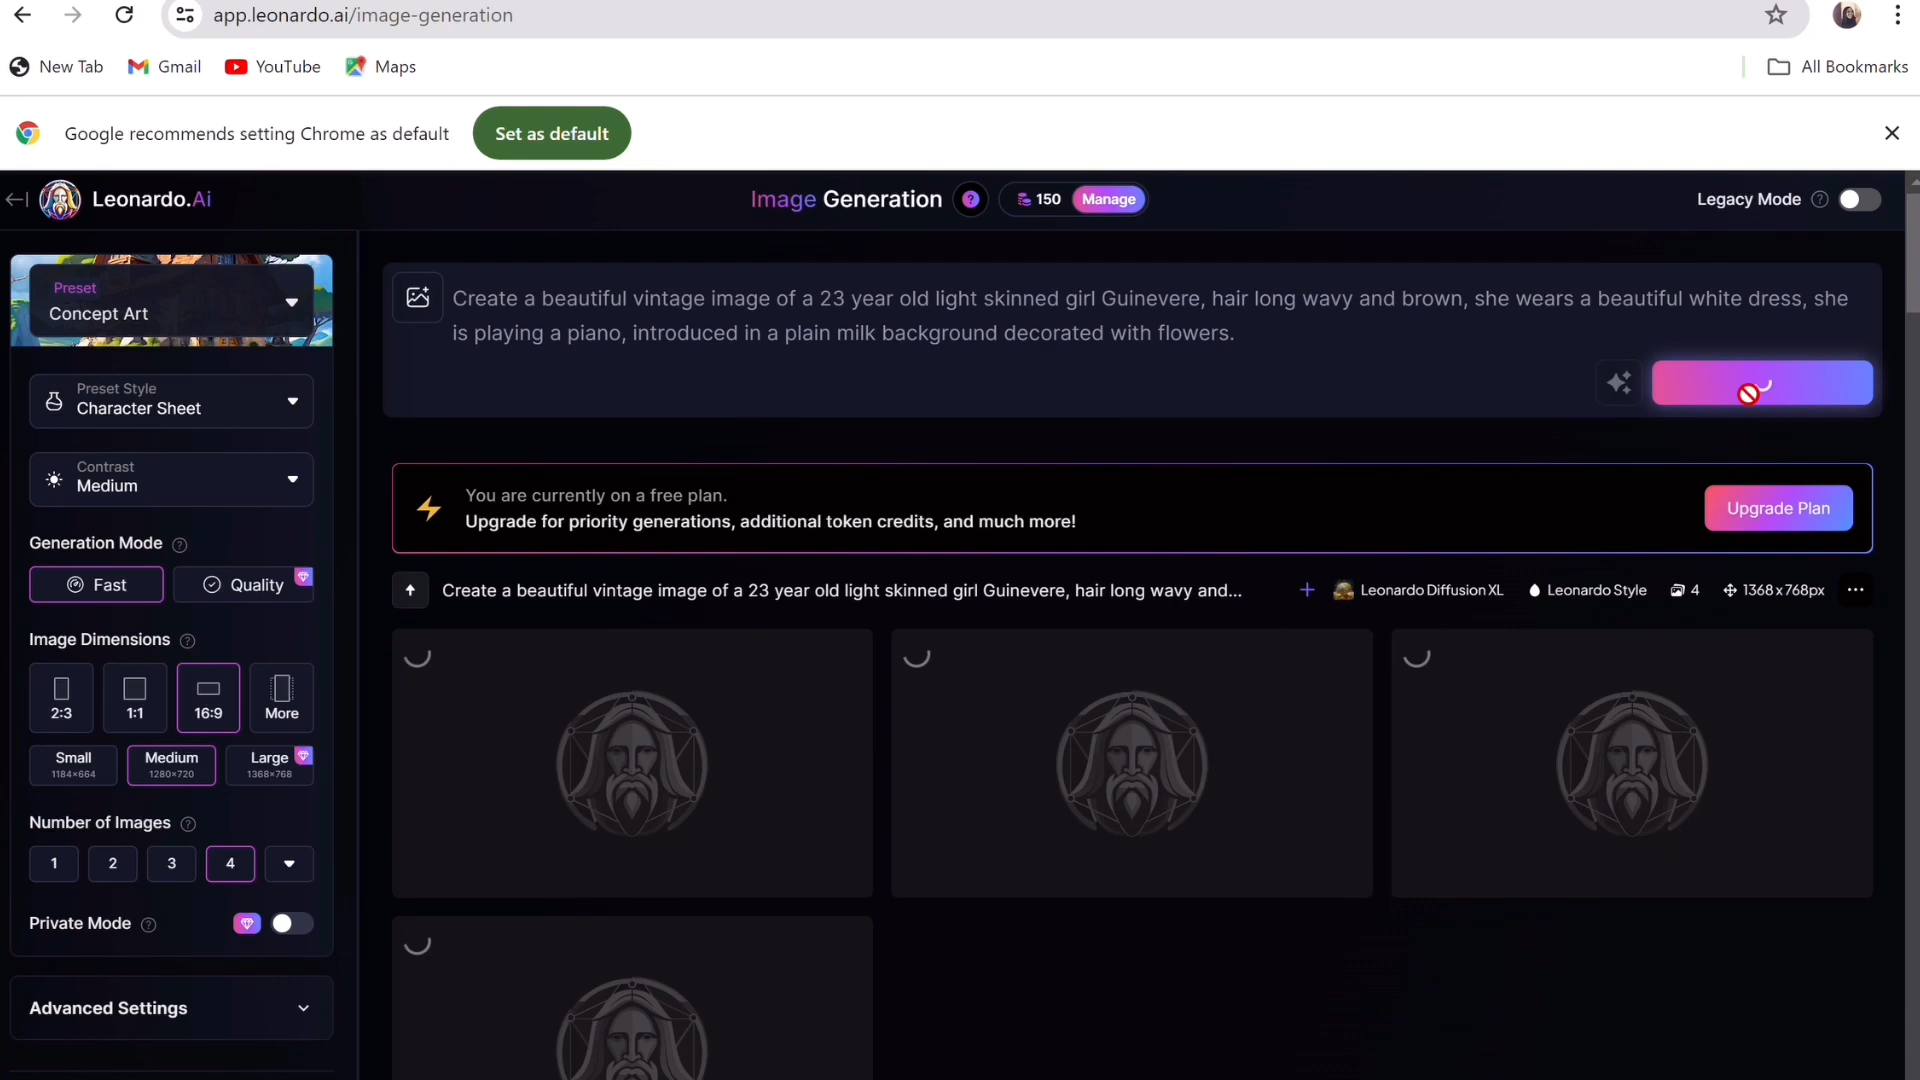 app.leonardo.ai/image-generation
New Tab Gmail YouTube Maps All Bookmarks
Google recommends setting Chrome as default Set as default
Leonardo.Ai Image Generation 150 Manage Legacy Mode
Preset
Concept Art
Create a beautiful vintage image of a 23 year old light skinned girl Guinevere, hair long wavy and brown, she wears a beautiful white dress, she
is playing a piano, introduced in a plain milk background decorated with flowers.
Preset Style
Character Sheet
Contrast
Medium
You are currently on a free plan.
Upgrade for priority generations, additional token credits, and much more!
Upgrade Plan
Generation Mode
Fast Quality
Create a beautiful vintage image of a 23 year old light skinned girl Guinevere, hair long wavy and... Leonardo Diffusion XL Leonardo Style 4 1368x768px
Image Dimensions
2:3 1:1 16:9 More
Small Medium Large
1184×664 1280×720 1368×768
Number of Images
1 2 3 4
Private Mode
Advanced Settings